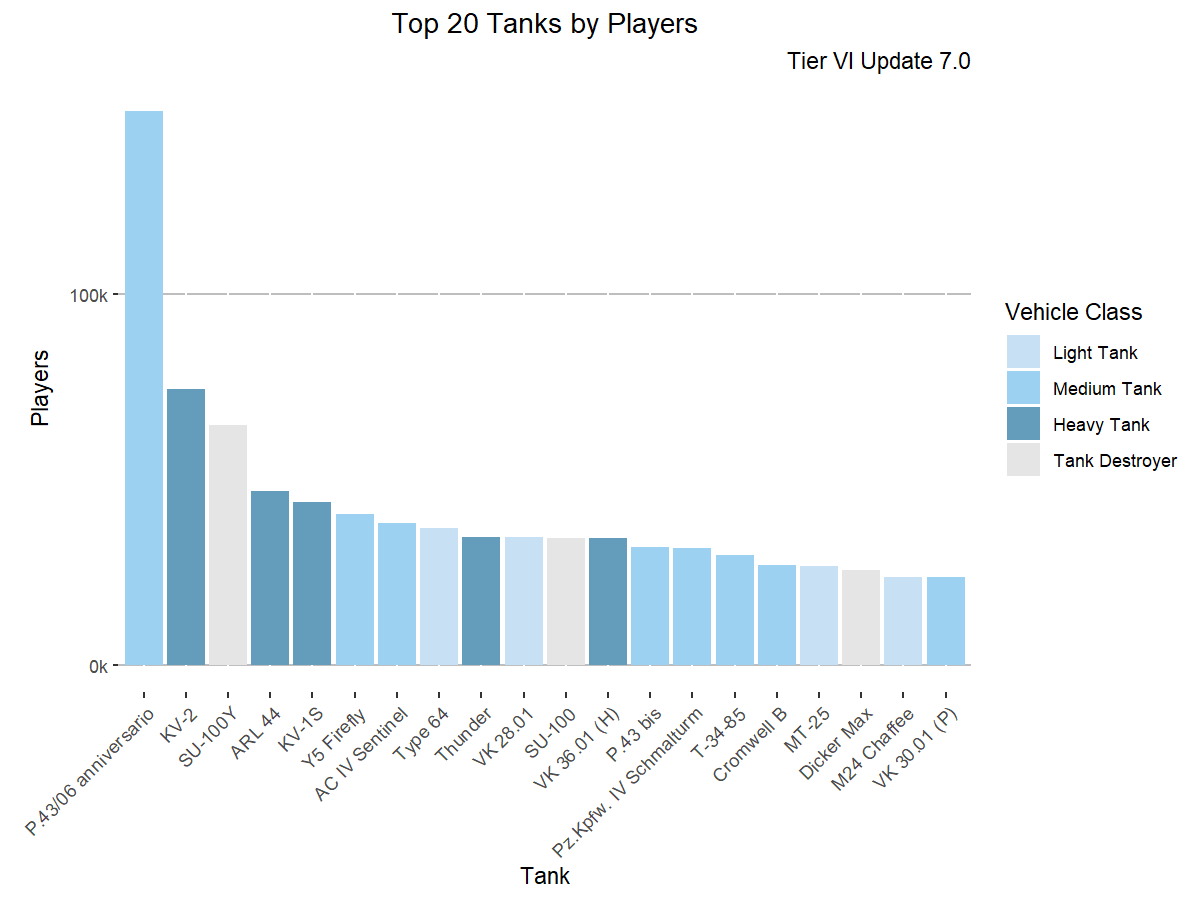 Top 20 Tanks by Players
Tier VI Update 7.0
100k
0k
Players
P.43/06 anniversario
KV-2
SU-100Y
ARL 44
KV-1S
Y5 Firefly
AC IV Sentinel
Type 64
Thunder
VK 28.01
SU-100
VK 36.01 (H)
P.43 bis
Pz.Kpfw. IV Schmalturm
T-34-85
Cromwell B
MT-25
Dicker Max
M24 Chaffee
VK 30.01 (P)
Tank
Vehicle Class
Light Tank
Medium Tank
Heavy Tank
Tank Destroyer